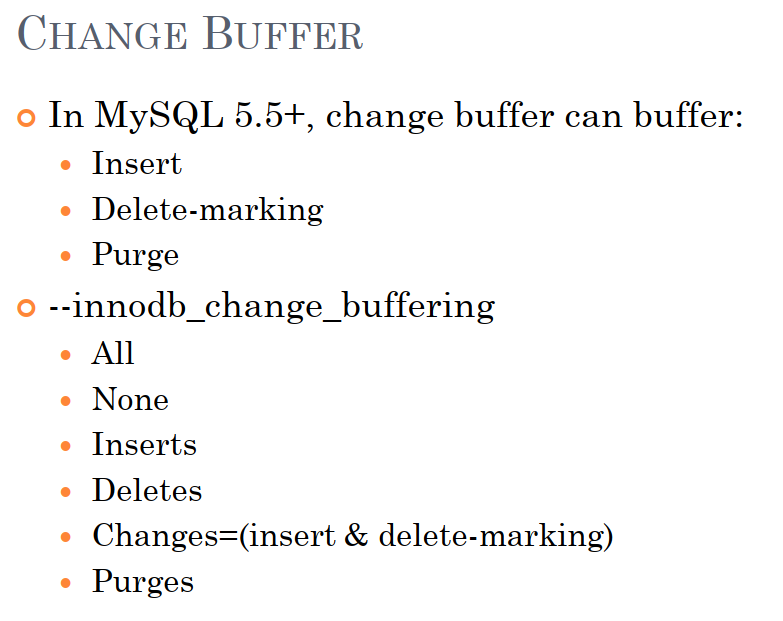 CHANGE BUFFER
In MySQL 5.5+, change buffer can buffer:
Insert
Delete-marking
Purge
--innodb_change_buffering
All
None
Inserts
Deletes
Changes=(insert & delete-marking)
Purges